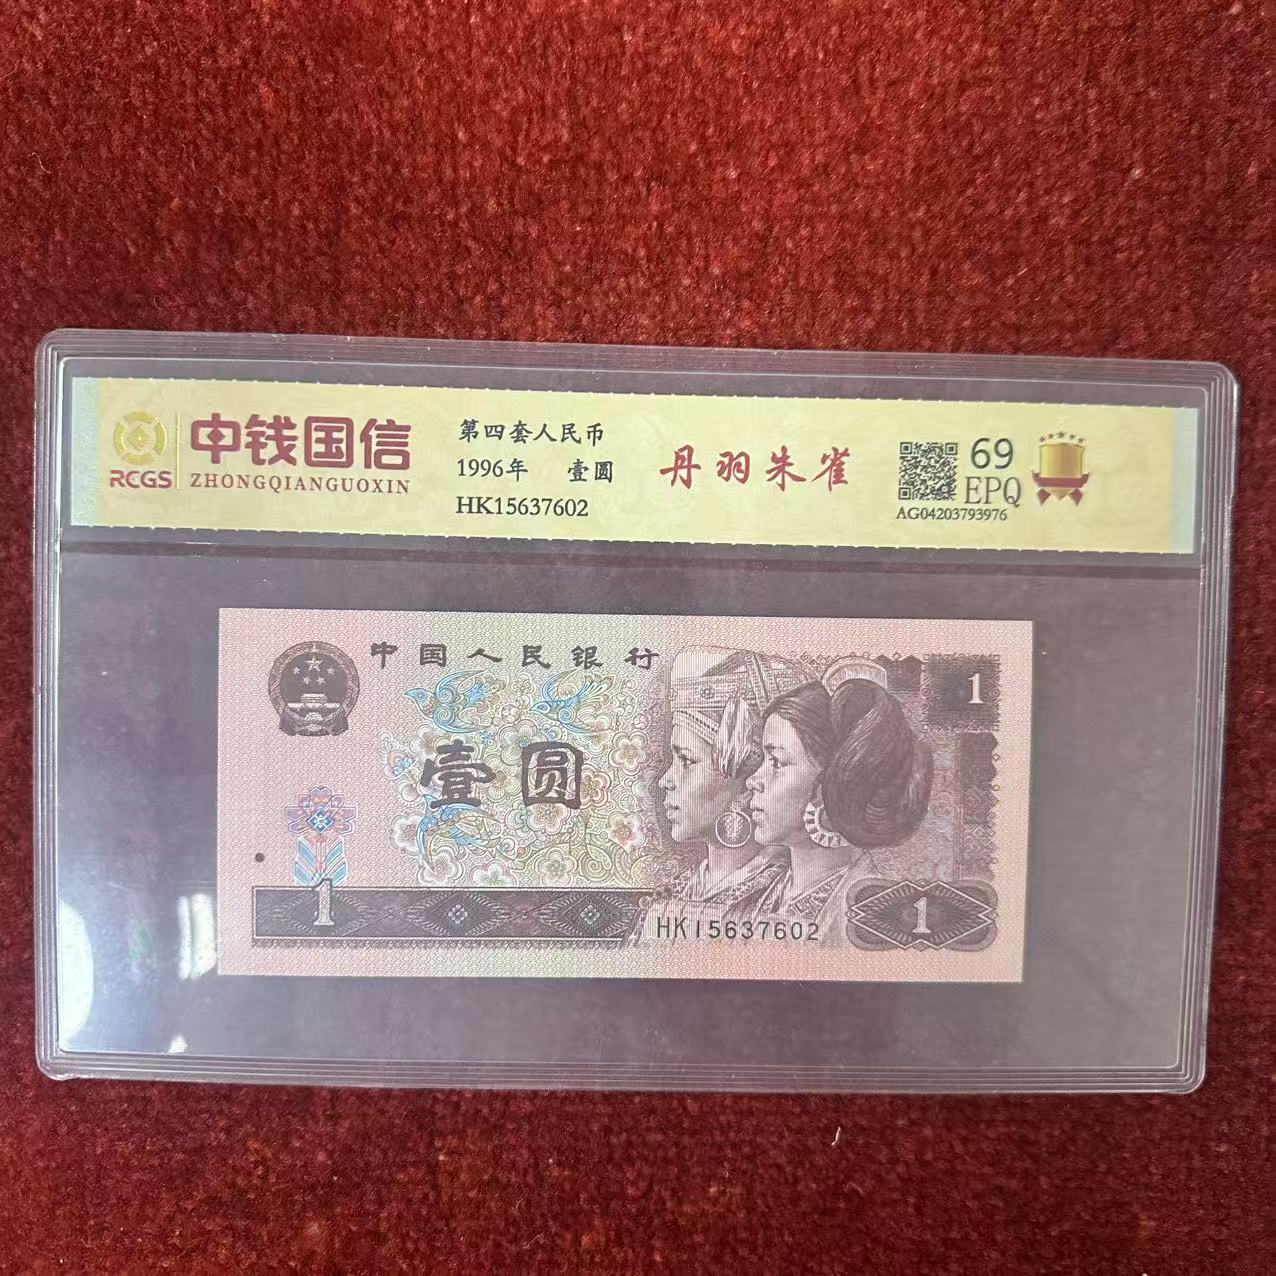 RCGS
中钱国信
ZHONGQIANGUOXIN
第四套人民币
1996年 壹圆
HK15637602
丹羽朱雀
69
EPQ
AG04203793976
中国人民银行
1
壹圆
1
HK15637602
1